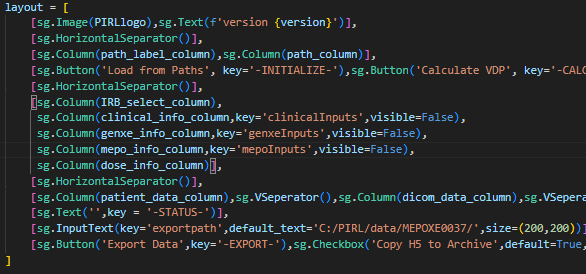 layout = [
[sg.Image(PIRLlogo),sg.Text(f'version {version}')],
[sg.HorizontalSeparator()],
[sg.Column(path_label_column),sg.Column(path_column)],
[sg.Button('Load from Paths', key='-INITIALIZE-'),sg.Button('Calculate VDP', key='-CALC
[sg.HorizontalSeparator()],
[sg.Column(IRB_select_column),
sg.Column(clinical_info_column,key='clinicalInputs',visible=False),
sg.Column(genxe_info_column,key='genxeInputs',visible=False),
sg.Column(mepo_info_column,key='mepoInputs',visible=False),
sg.Column(dose_info_column)],
[sg.HorizontalSeparator()],
[sg.Column(patient_data_column),sg.VSeperator(),sg.Column(dicom_data_column),sg.VSepera
[sg.Text('',key = '-STATUS-')],
[sg.InputText(key='exportpath',default_text='C:/PIRL/data/MEPOXE0037/',size=(200,200))]
[sg.Button('Export Data',key='-EXPORT-'),sg.Checkbox('Copy H5 to Archive',default=True,
]